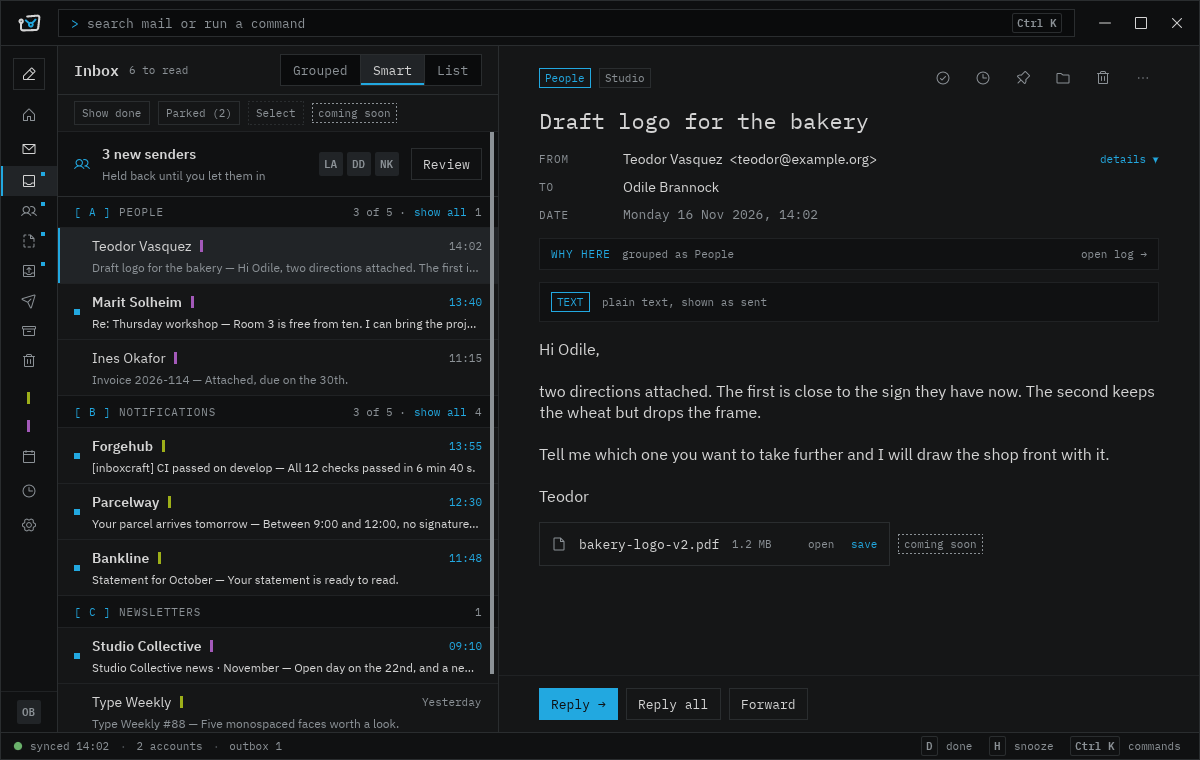 > search mail or run a command Ctrl K
Inbox 6 to read Grouped Smart List
Show done Parked (2) Select coming soon
3 new senders
Held back until you let them in
LA DD NK Review
[ A ] PEOPLE 3 of 5 · show all 1
Teodor Vasquez 14:02
Draft logo for the bakery — Hi Odile, two directions attached. The first i…
Marit Solheim 13:40
Re: Thursday workshop — Room 3 is free from ten. I can bring the proj…
Ines Okafor 11:15
Invoice 2026-114 — Attached, due on the 30th.
[ B ] NOTIFICATIONS 3 of 5 · show all 4
Forgehub 13:55
[inboxcraft] CI passed on develop — All 12 checks passed in 6 min 40 s.
Parcelway 12:30
Your parcel arrives tomorrow — Between 9:00 and 12:00, no signature…
Bankline 11:48
Statement for October — Your statement is ready to read.
[ C ] NEWSLETTERS 1
Studio Collective 09:10
Studio Collective news · November — Open day on the 22nd, and a ne…
Type Weekly Yesterday
Type Weekly #88 — Five monospaced faces worth a look.
OB
People Studio
Draft logo for the bakery
FROM Teodor Vasquez <teodor@example.org> details ▾
TO Odile Brannock
DATE Monday 16 Nov 2026, 14:02
WHY HERE grouped as People open log →
TEXT plain text, shown as sent
Hi Odile,
two directions attached. The first is close to the sign they have now. The second keeps
the wheat but drops the frame.
Tell me which one you want to take further and I will draw the shop front with it.
Teodor
bakery-logo-v2.pdf 1.2 MB open save coming soon
Reply → Reply all Forward
synced 14:02 · 2 accounts · outbox 1 D done H snooze Ctrl K commands